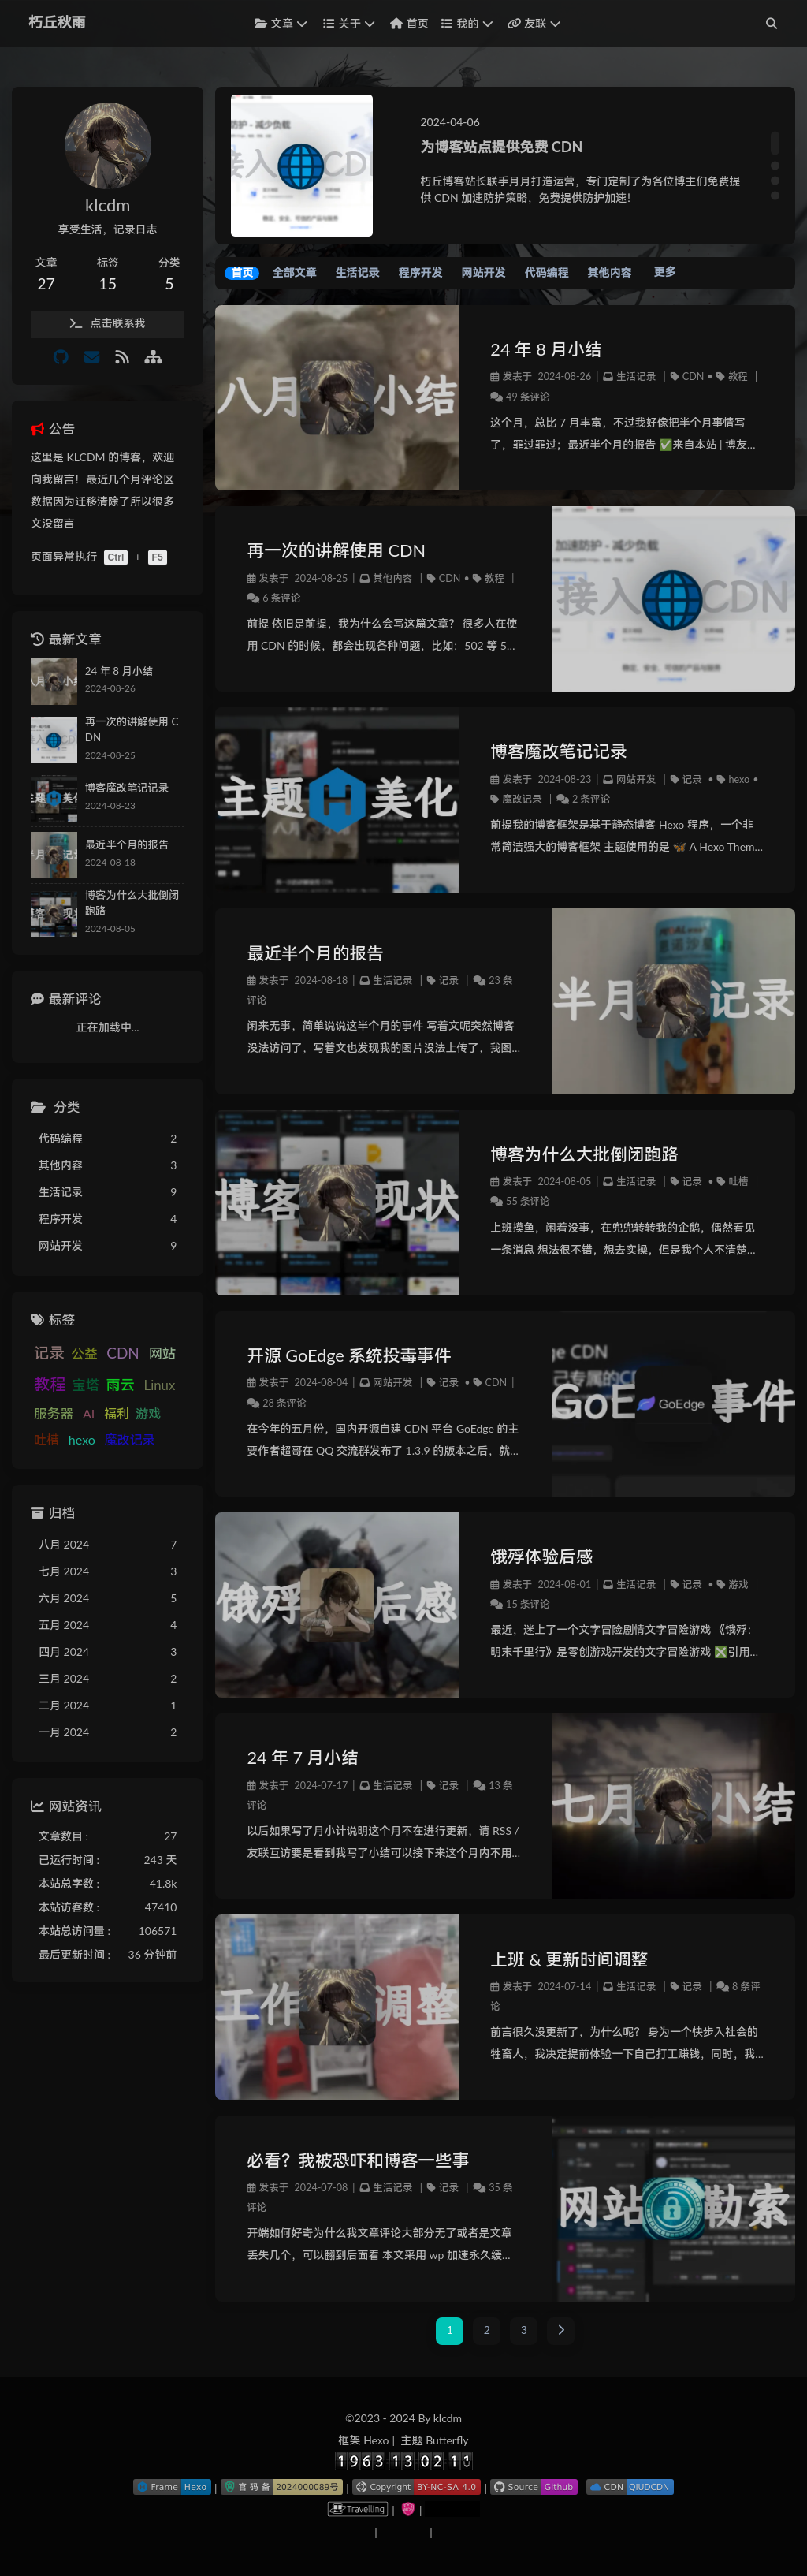 朽丘秋雨
文章 关于 首页 我的 友联
klcdm
享受生活，记录日志
文章 标签 分类
27 15 5
点击联系我
公告
这里是 KLCDM 的博客，欢迎
向我留言！最近几个月评论区
数据因为迁移清除了所以很多
文没留言
页面异常执行 Ctrl + F5
最新文章
24 年 8 月小结
2024-08-26
再一次的讲解使用 C
DN
2024-08-25
博客魔改笔记记录
2024-08-23
最近半个月的报告
2024-08-18
博客为什么大批倒闭
跑路
2024-08-05
最新评论
正在加载中...
分类
代码编程 2
其他内容 3
生活记录 9
程序开发 4
网站开发 9
标签
记录 公益 CDN 网站
教程 宝塔 雨云 Linux
服务器 AI 福利 游戏
吐槽 hexo 魔改记录
归档
八月 2024 7
七月 2024 3
六月 2024 5
五月 2024 4
四月 2024 3
三月 2024 2
二月 2024 1
一月 2024 2
网站资讯
文章数目 : 27
已运行时间 : 243 天
本站总字数 : 41.8k
本站访客数 : 47410
本站总访问量 : 106571
最后更新时间 : 36 分钟前
接入 CDN
2024-04-06
为博客站点提供免费 CDN
朽丘博客站长联手月月打造运营，专门定制了为各位博主们免费提
供 CDN 加速防护策略，免费提供防护加速！
首页 全部文章 生活记录 程序开发 网站开发 代码编程 其他内容 更多
八月 小结
24 年 8 月小结
发表于 2024-08-26 | 生活记录 | CDN • 教程 |
49 条评论
这个月，总比 7 月丰富，不过我好像把半个月事情写
了，罪过罪过；最近半个月的报告 ✅来自本站 | 博友...
再一次的讲解使用 CDN
发表于 2024-08-25 | 其他内容 | CDN • 教程 |
6 条评论
前提 依旧是前提，我为什么会写这篇文章？ 很多人在使
用 CDN 的时候，都会出现各种问题，比如：502 等 5...
加速防护 - 减少负载
接入 CDN
主题 美化
博客魔改笔记记录
发表于 2024-08-23 | 网站开发 | 记录 • hexo •
魔改记录 | 2 条评论
前提我的博客框架是基于静态博客 Hexo 程序，一个非
常简洁强大的博客框架 主题使用的是 🦋 A Hexo Them...
最近半个月的报告
发表于 2024-08-18 | 生活记录 | 记录 | 23 条
评论
闲来无事，简单说说这半个月的事件 写着文呢突然博客
没法访问了，写着文也发现我的图片没法上传了，我图...
半月 记录
博客 现状
博客为什么大批倒闭跑路
发表于 2024-08-05 | 生活记录 | 记录 • 吐槽 |
55 条评论
上班摸鱼，闲着没事，在兜兜转转我的企鹅，偶然看见
一条消息 想法很不错，想去实操，但是我个人不清楚...
开源 GoEdge 系统投毒事件
发表于 2024-08-04 | 网站开发 | 记录 • CDN |
28 条评论
在今年的五月份，国内开源自建 CDN 平台 GoEdge 的主
要作者超哥在 QQ 交流群发布了 1.3.9 的版本之后，就...
GoE GoEdge 事件
饿殍 后感
饿殍体验后感
发表于 2024-08-01 | 生活记录 | 记录 • 游戏 |
15 条评论
最近，迷上了一个文字冒险剧情文字冒险游戏 《饿殍：
明末千里行》是零创游戏开发的文字冒险游戏 ❎引用...
24 年 7 月小结
发表于 2024-07-17 | 生活记录 | 记录 | 13 条
评论
以后如果写了月小计说明这个月不在进行更新，请 RSS /
友联互访要是看到我写了小结可以接下来这个月内不用...
七月 小结
工作 调整
上班 & 更新时间调整
发表于 2024-07-14 | 生活记录 | 记录 | 8 条评
论
前言很久没更新了，为什么呢？ 身为一个快步入社会的
牲畜人，我决定提前体验一下自己打工赚钱，同时，我...
必看？我被恐吓和博客一些事
发表于 2024-07-08 | 生活记录 | 记录 | 35 条
评论
开端如何好奇为什么我文章评论大部分无了或者是文章
丢失几个，可以翻到后面看 本文采用 wp 加速永久缓...
网站 勒索
1 2 3
©2023 - 2024 By klcdm
框架 Hexo | 主题 Butterfly
Frame Hexo | 官 码 备 2024000089号 | Copyright BY-NC-SA 4.0 | Source Github | CDN QIUDCDN
Travelling | |
|——————|